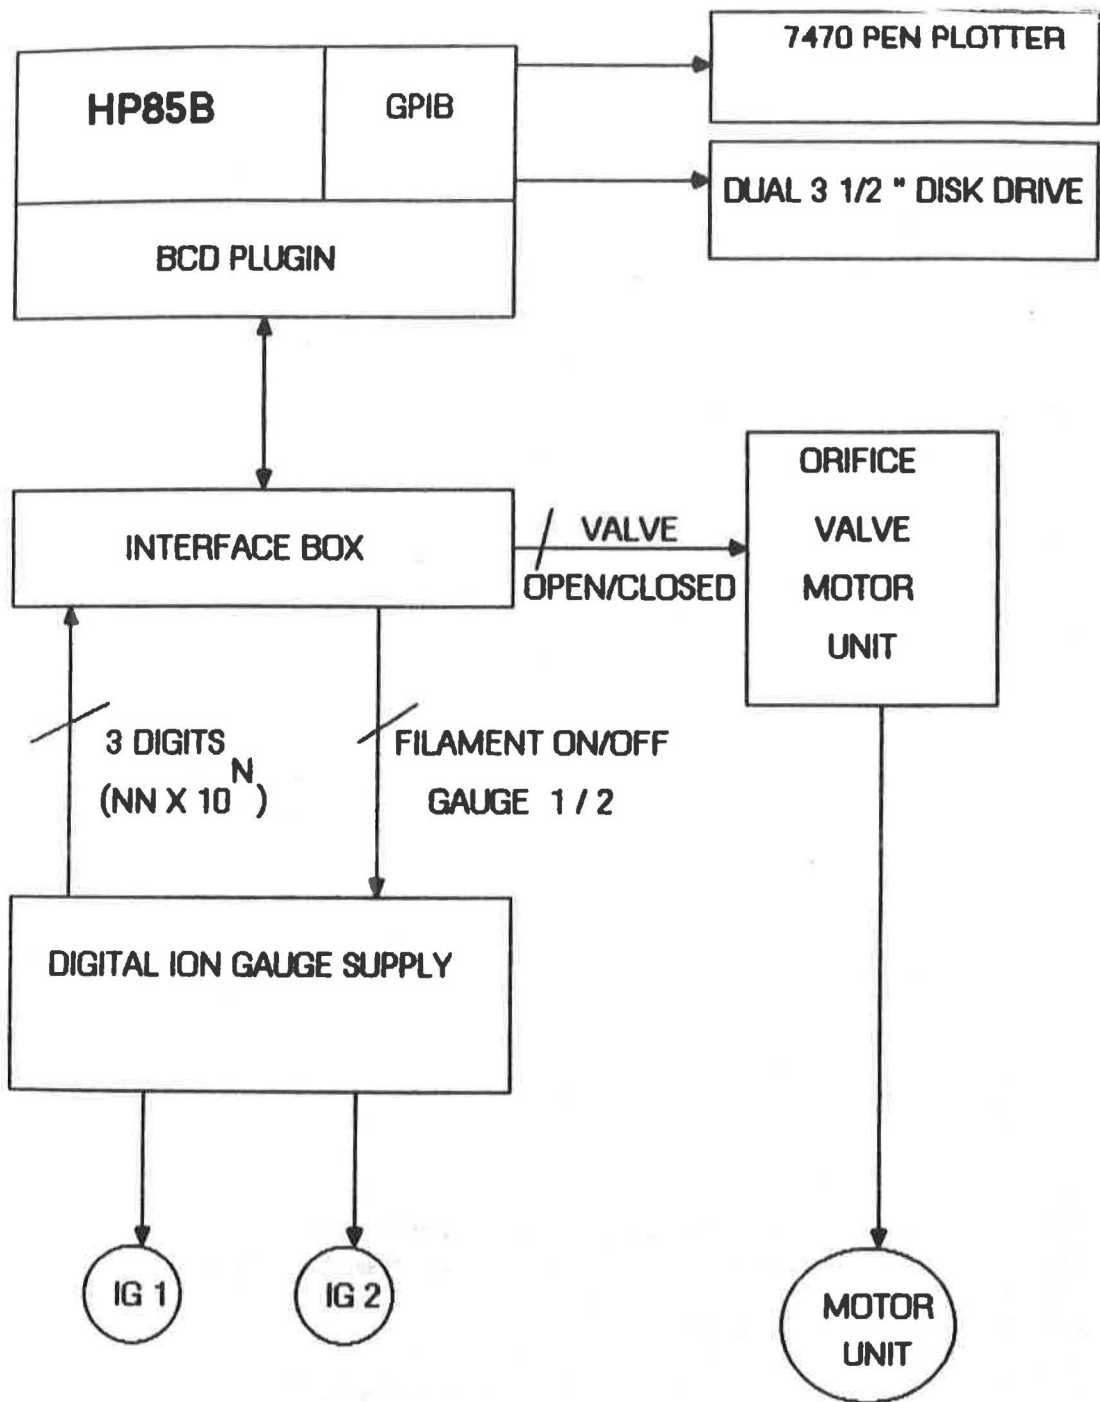 7470 PEN PLOTTER
HP85B
GPIB
DUAL 3 1/2 " DISK DRIVE
BCD PLUGIN
ORIFICE
VALVE
MOTOR
UNIT
INTERFACE BOX
VALVE
OPEN/CLOSED
3 DIGITS
(NN X 10^N)
FILAMENT ON/OFF
GAUGE 1 / 2
DIGITAL ION GAUGE SUPPLY
IG 1
IG 2
MOTOR
UNIT